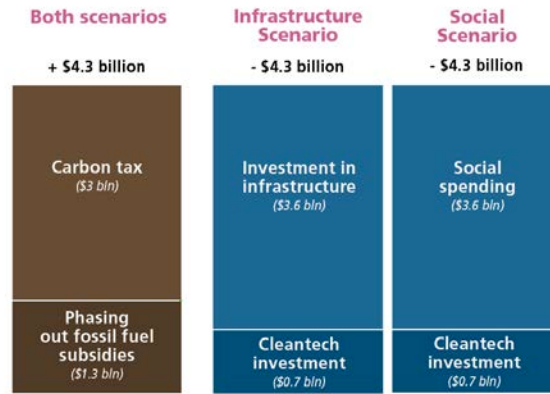 Both scenarios
+ $4.3 billion
Carbon tax
($3 bln)
Phasing
out fossil fuel
subsidies
($1.3 bln)
Infrastructure
Scenario
- $4.3 billion
Investment in
infrastructure
($3.6 bln)
Cleantech
investment
($0.7 bln)
Social
Scenario
- $4.3 billion
Social
spending
($3.6 bln)
Cleantech
investment
($0.7 bln)